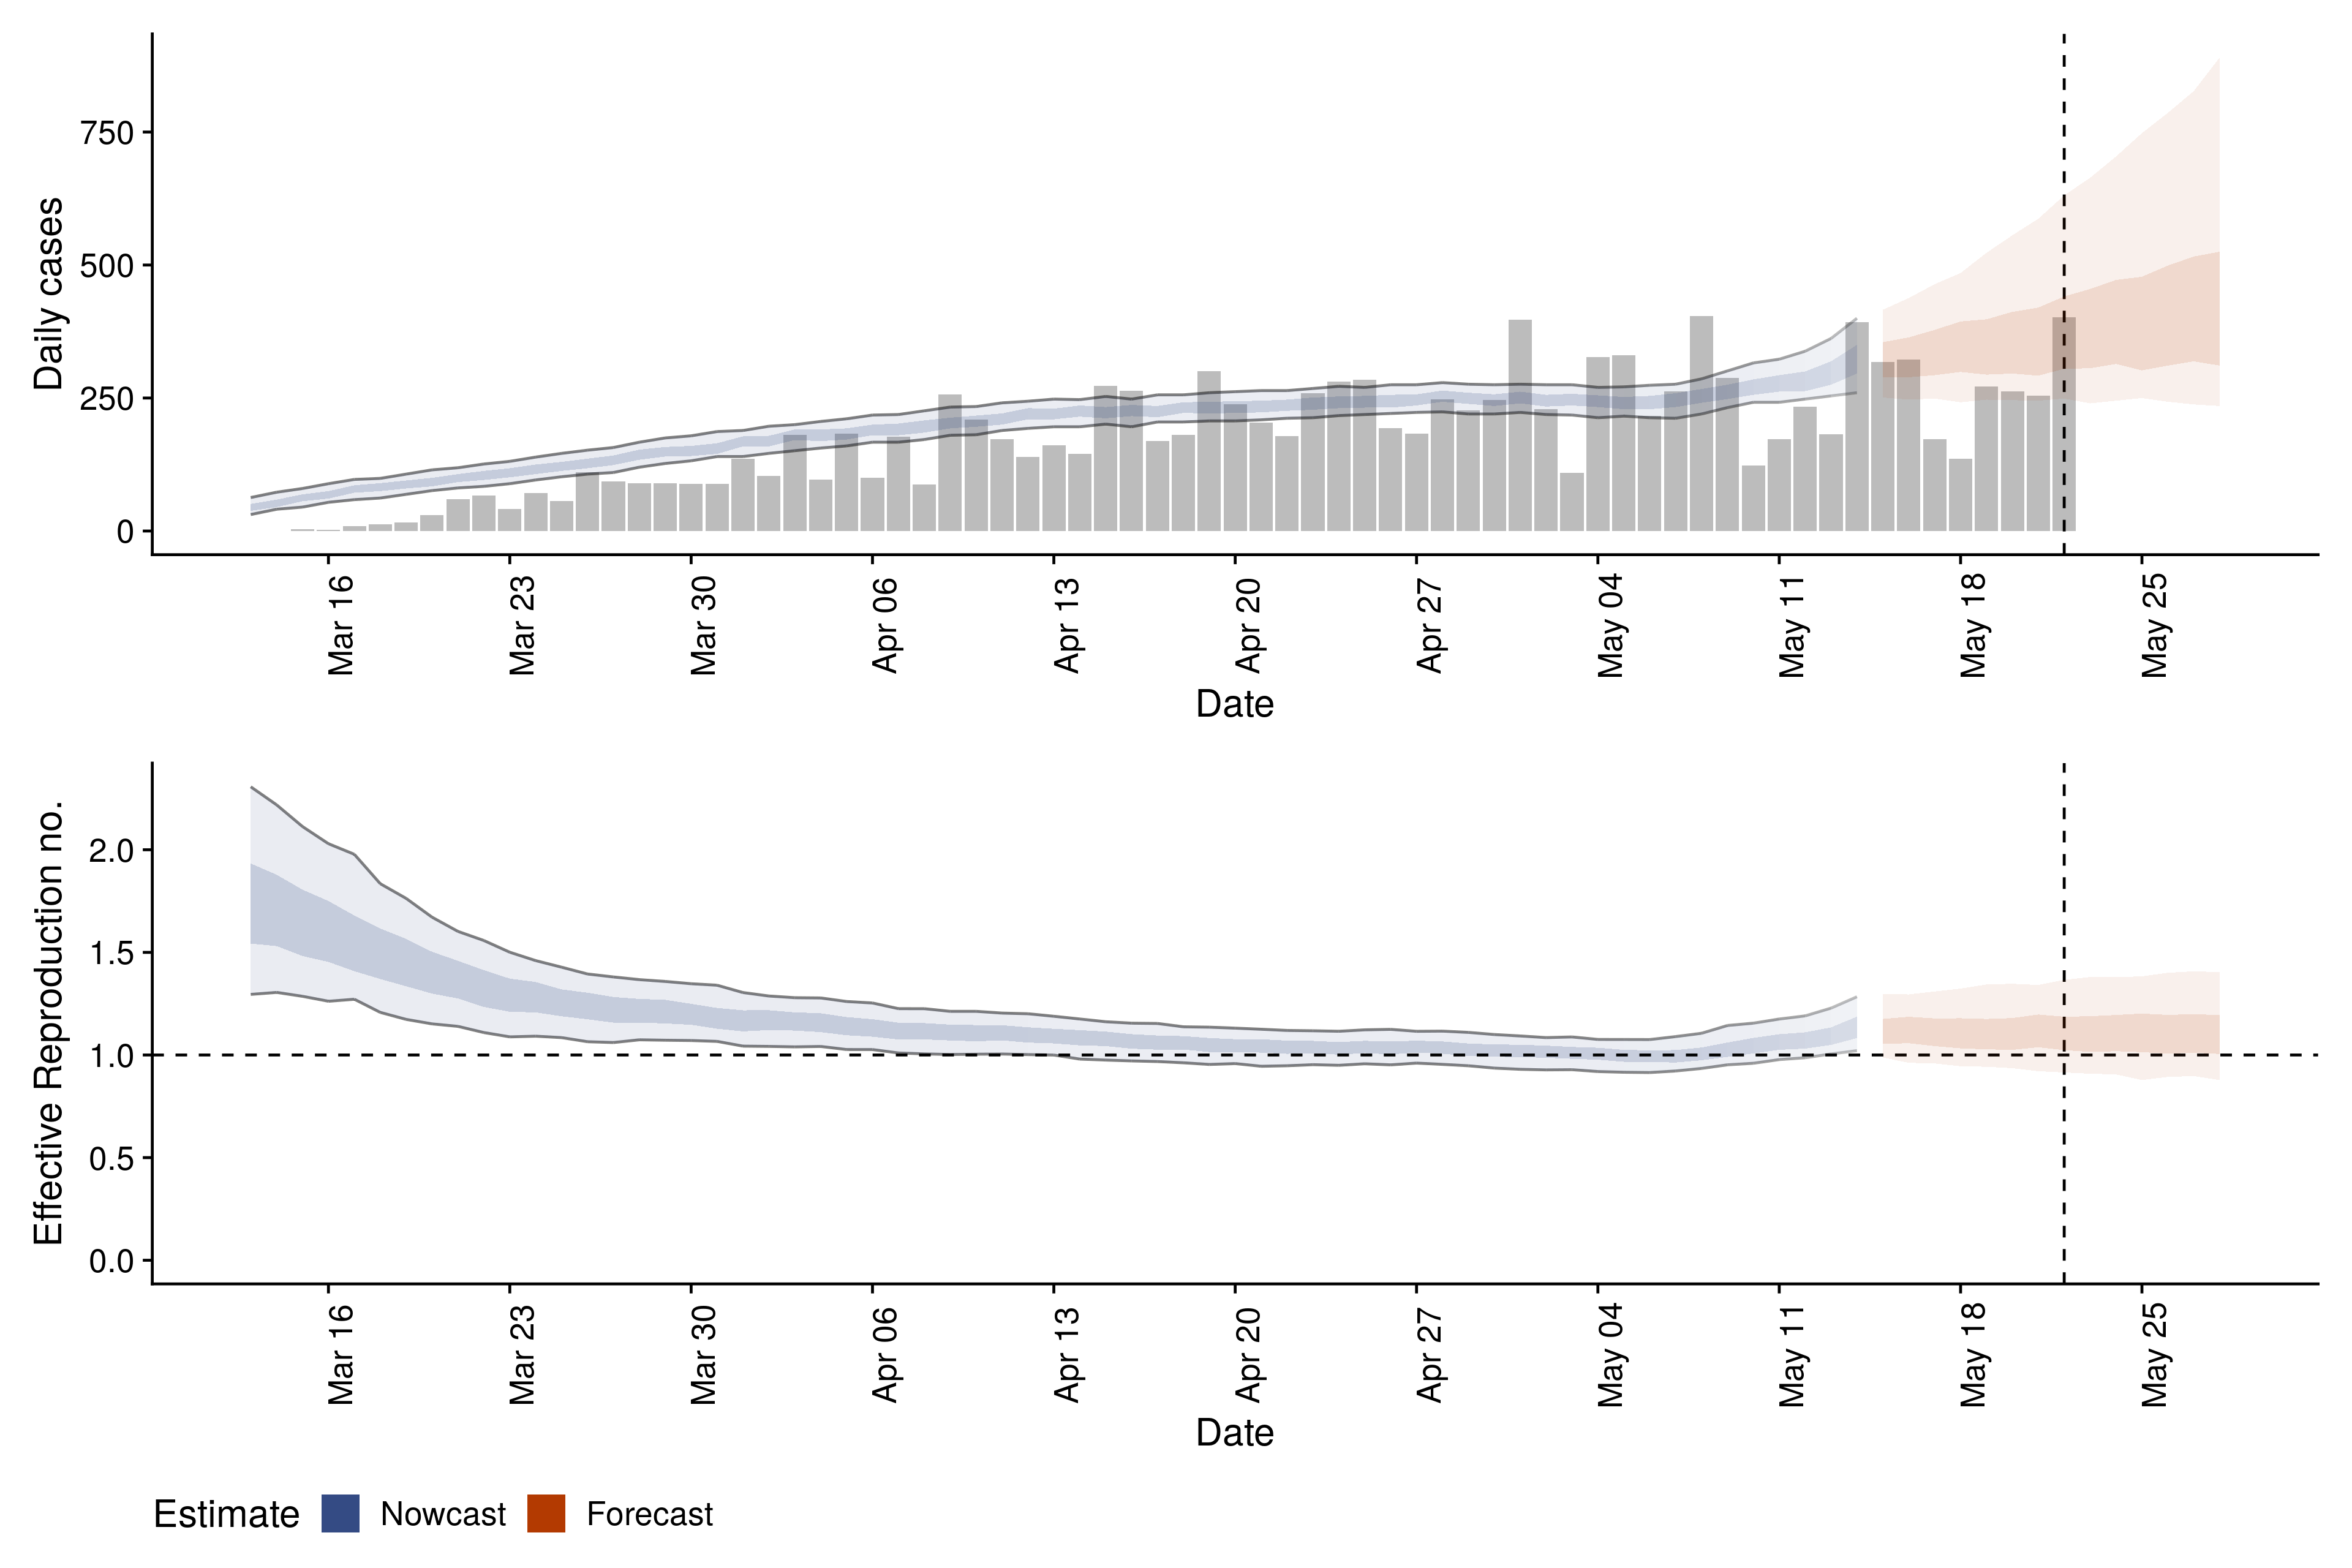 Daily cases
750
500
250
0
Mar 16
Mar 23
Mar 30
Apr 06
Apr 13
Apr 20
Apr 27
May 04
May 11
May 18
May 25
Date
Effective Reproduction no.
2.0
1.5
1.0
0.5
0.0
Mar 16
Mar 23
Mar 30
Apr 06
Apr 13
Apr 20
Apr 27
May 04
May 11
May 18
May 25
Date
Estimate Nowcast Forecast